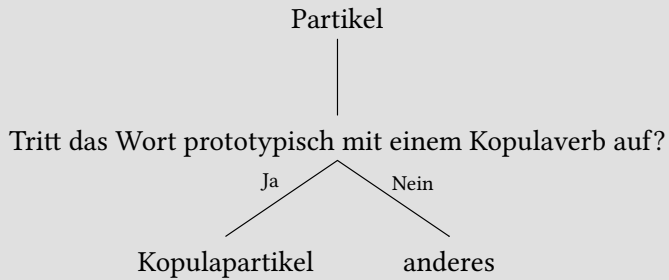 Partikel
Tritt das Wort prototypisch mit einem Kopulaverb auf?
Ja Nein
Kopulapartikel anderes